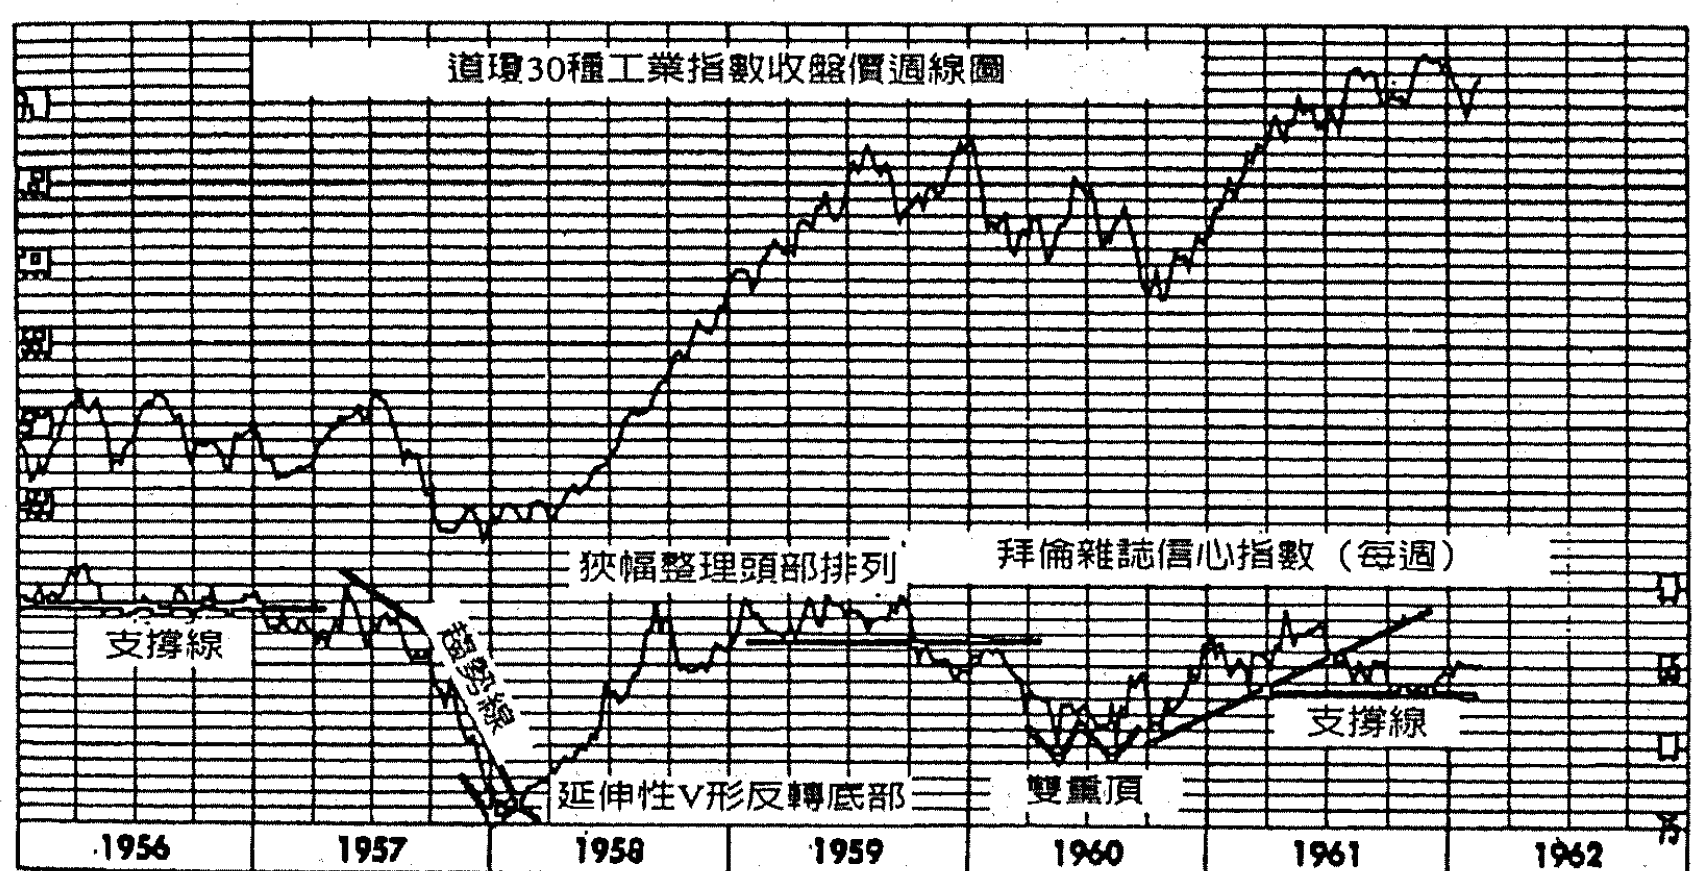 道瓊30種工業指數收盤價週線圖
狹幅整理頭部排列
拜倫雜誌信心指數（每週）
支撐線
趨勢線
支撐線
延伸性V形反轉底部
雙重頂
1956 1957 1958 1959 1960 1961 1962